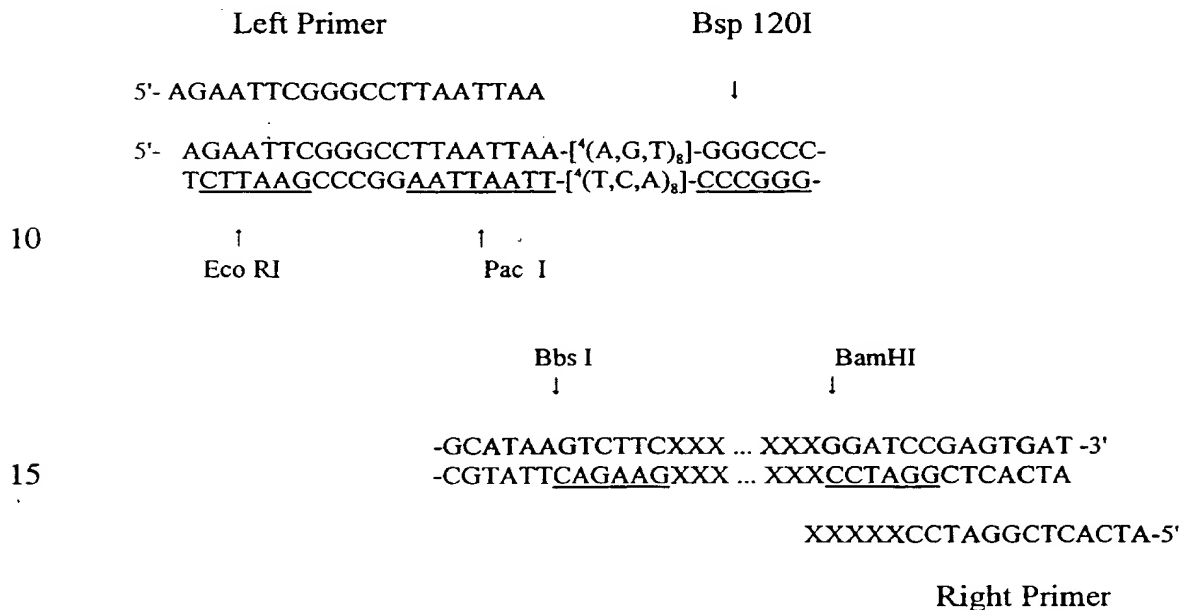 Left Primer Bsp 120I
5'- AGAATTCGGGCCTTAATTAA ↓
5'- AGAATTCGGGCCTTAATTAA-[⁴(A,G,T)₈]-GGGCCC-
TCTTAAGCCCGGAATTAATT-[⁴(T,C,A)₈]-CCCGGG-
10 ↑ ↑
Eco RI Pac I
Bbs I BamHI
↓ ↓
-GCATAAGTCTTCXXX ... XXXGGATCCGAGTGAT -3'
15 -CGTATTCAGAAGXXX ... XXXCCTAGGCTCACTA
XXXXXCCTAGGCTCACTA-5'
Right Primer